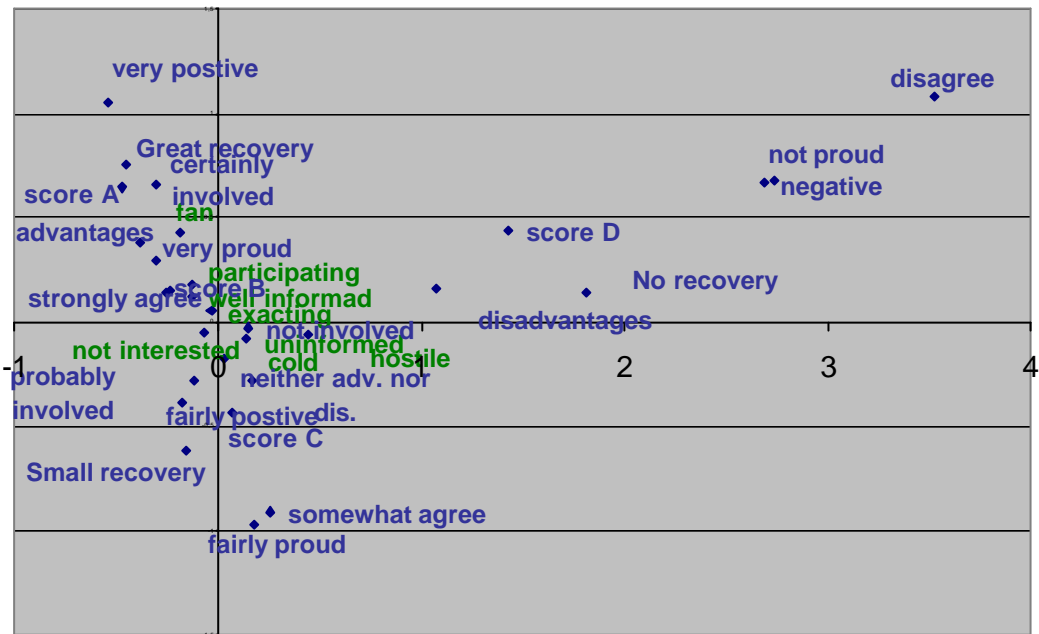 very postive
disagree
Great recovery
not proud
certainly
score A
involved
negative
fan
advantages
score D
very proud
participating
No recovery
strongly agree
score B
well informad
exacting
disadvantages
not involved
uninformed
not interested
cold
hostile
-1
0
1
2
3
4
probably
neither adv. nor
involved
fairly postive
dis.
score C
Small recovery
somewhat agree
fairly proud